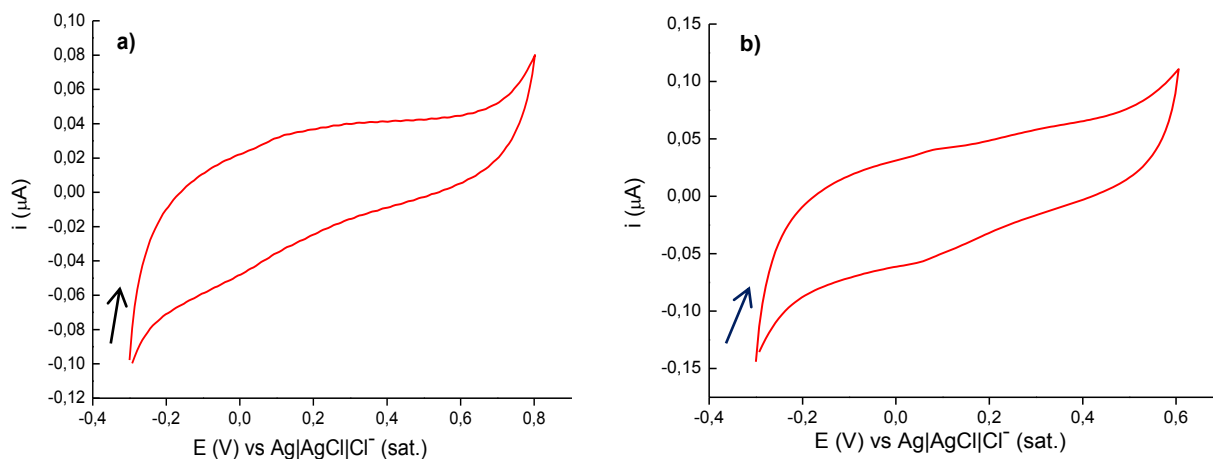 a)
0,10
0,08
0,06
0,04
0,02
0,00
-0,02
-0,04
-0,06
-0,08
-0,10
0,12
i (μA)
-0,4 -0,2 0,0 0,2 0,4 0,6 0,8
E (V) vs Ag|AgCl|Cl⁻ (sat.)
b)
0,15
0,10
0,05
0,00
-0,05
-0,10
-0,15
i (μA)
-0,4 -0,2 0,0 0,2 0,4 0,6
E (V) vs Ag|AgCl|Cl⁻ (sat.)